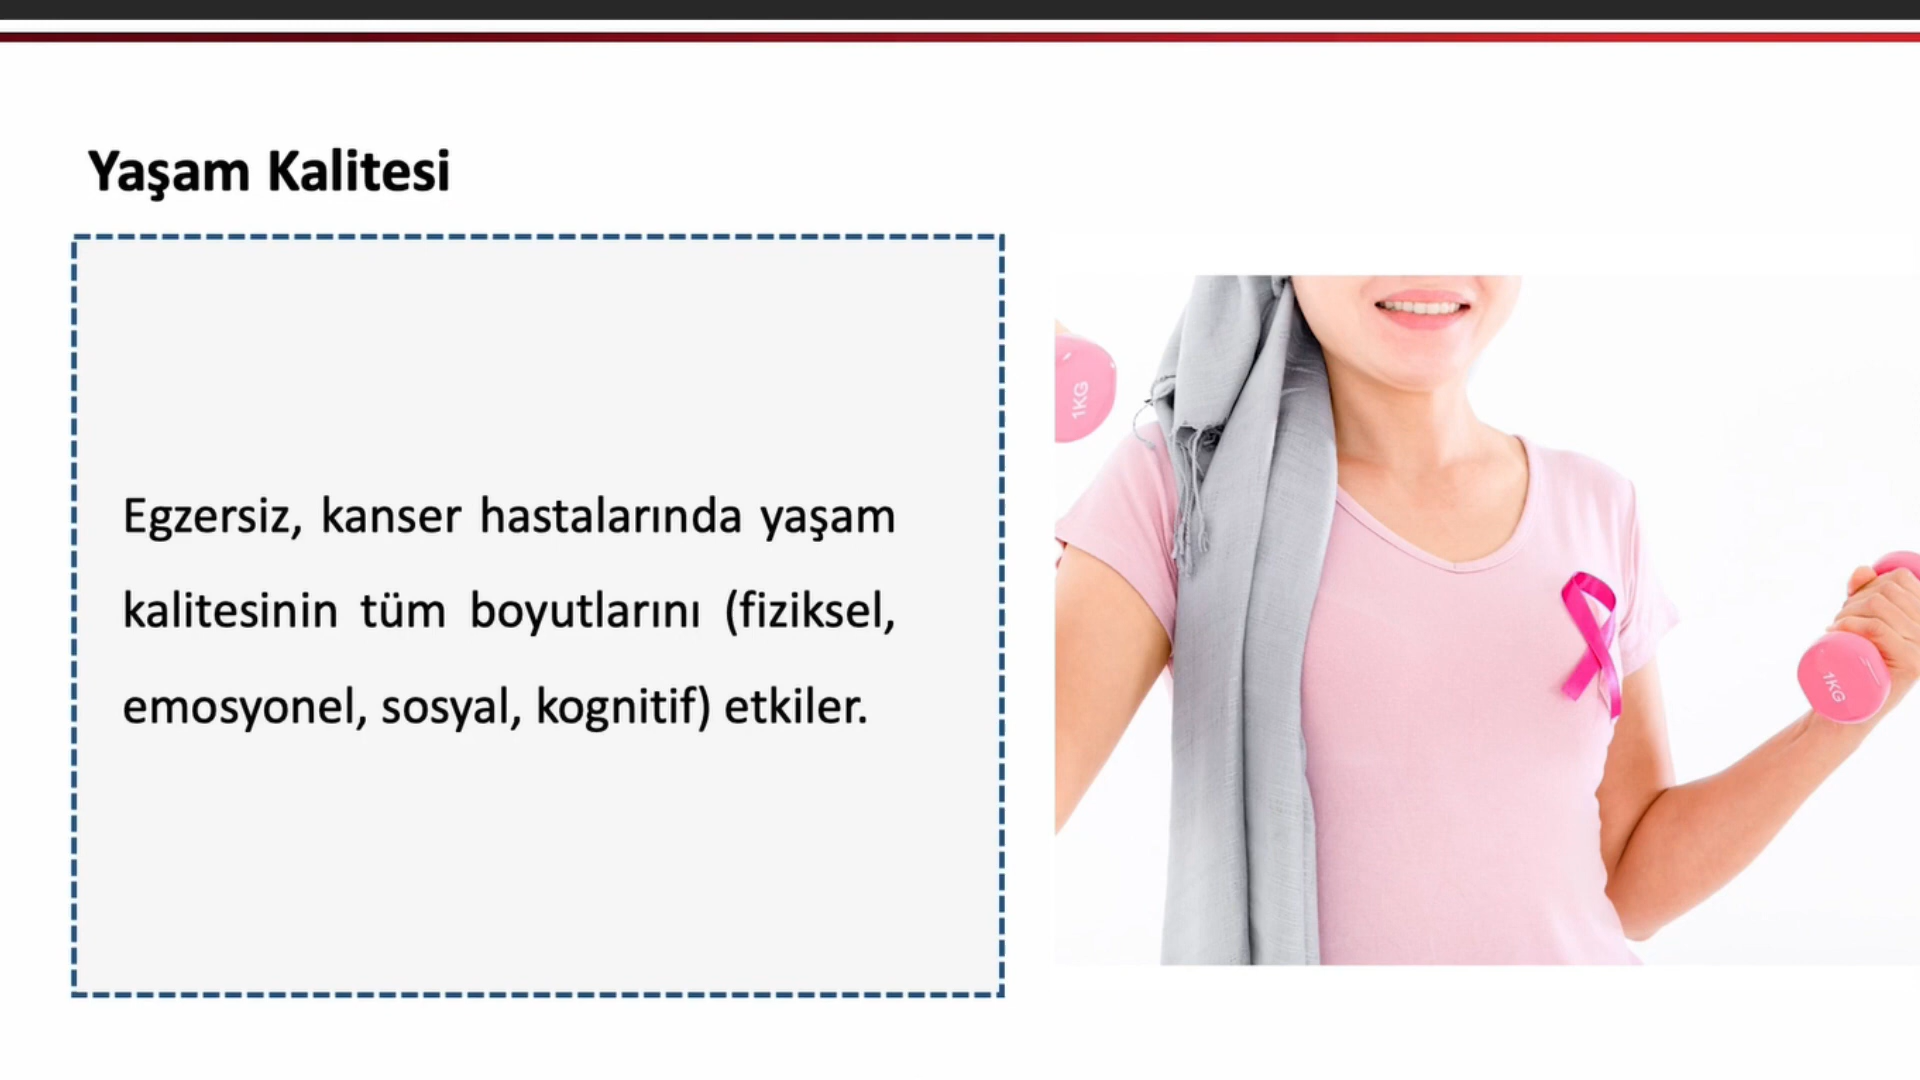 Yaşam Kalitesi
Egzersiz, kanser hastalarında yaşam
kalitesinin tüm boyutlarını (fiziksel,
emosyonel, sosyal, kognitif) etkiler.
1KG
1KG